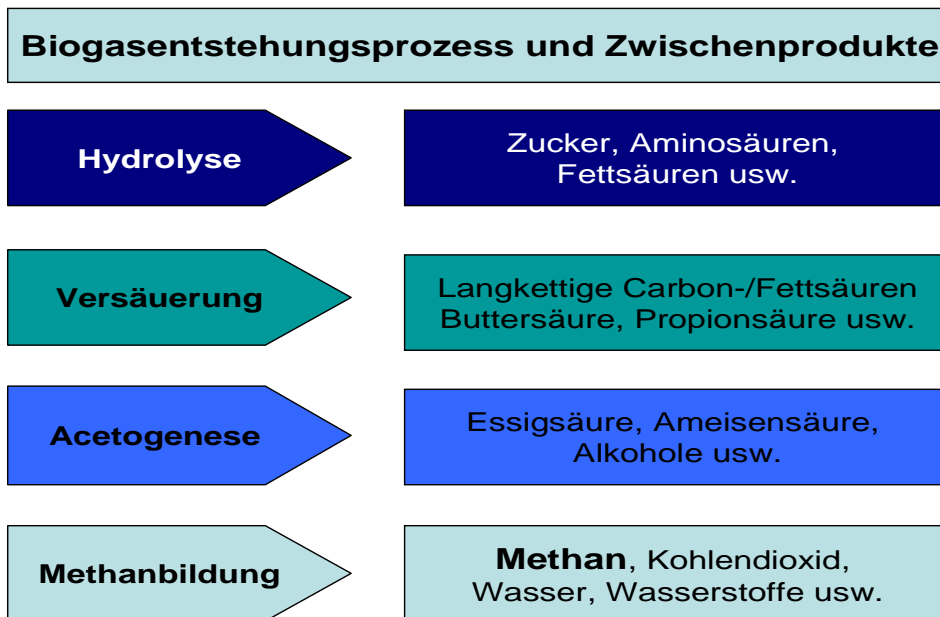 Biogasentstehungsprozess und Zwischenprodukte
Hydrolyse
Zucker, Aminosäuren,
Fettsäuren usw.
Versäuerung
Langkettige Carbon-/Fettsäuren
Buttersäure, Propionsäure usw.
Acetogenese
Essigsäure, Ameisensäure,
Alkohole usw.
Methanbildung
Methan, Kohlendioxid,
Wasser, Wasserstoffe usw.